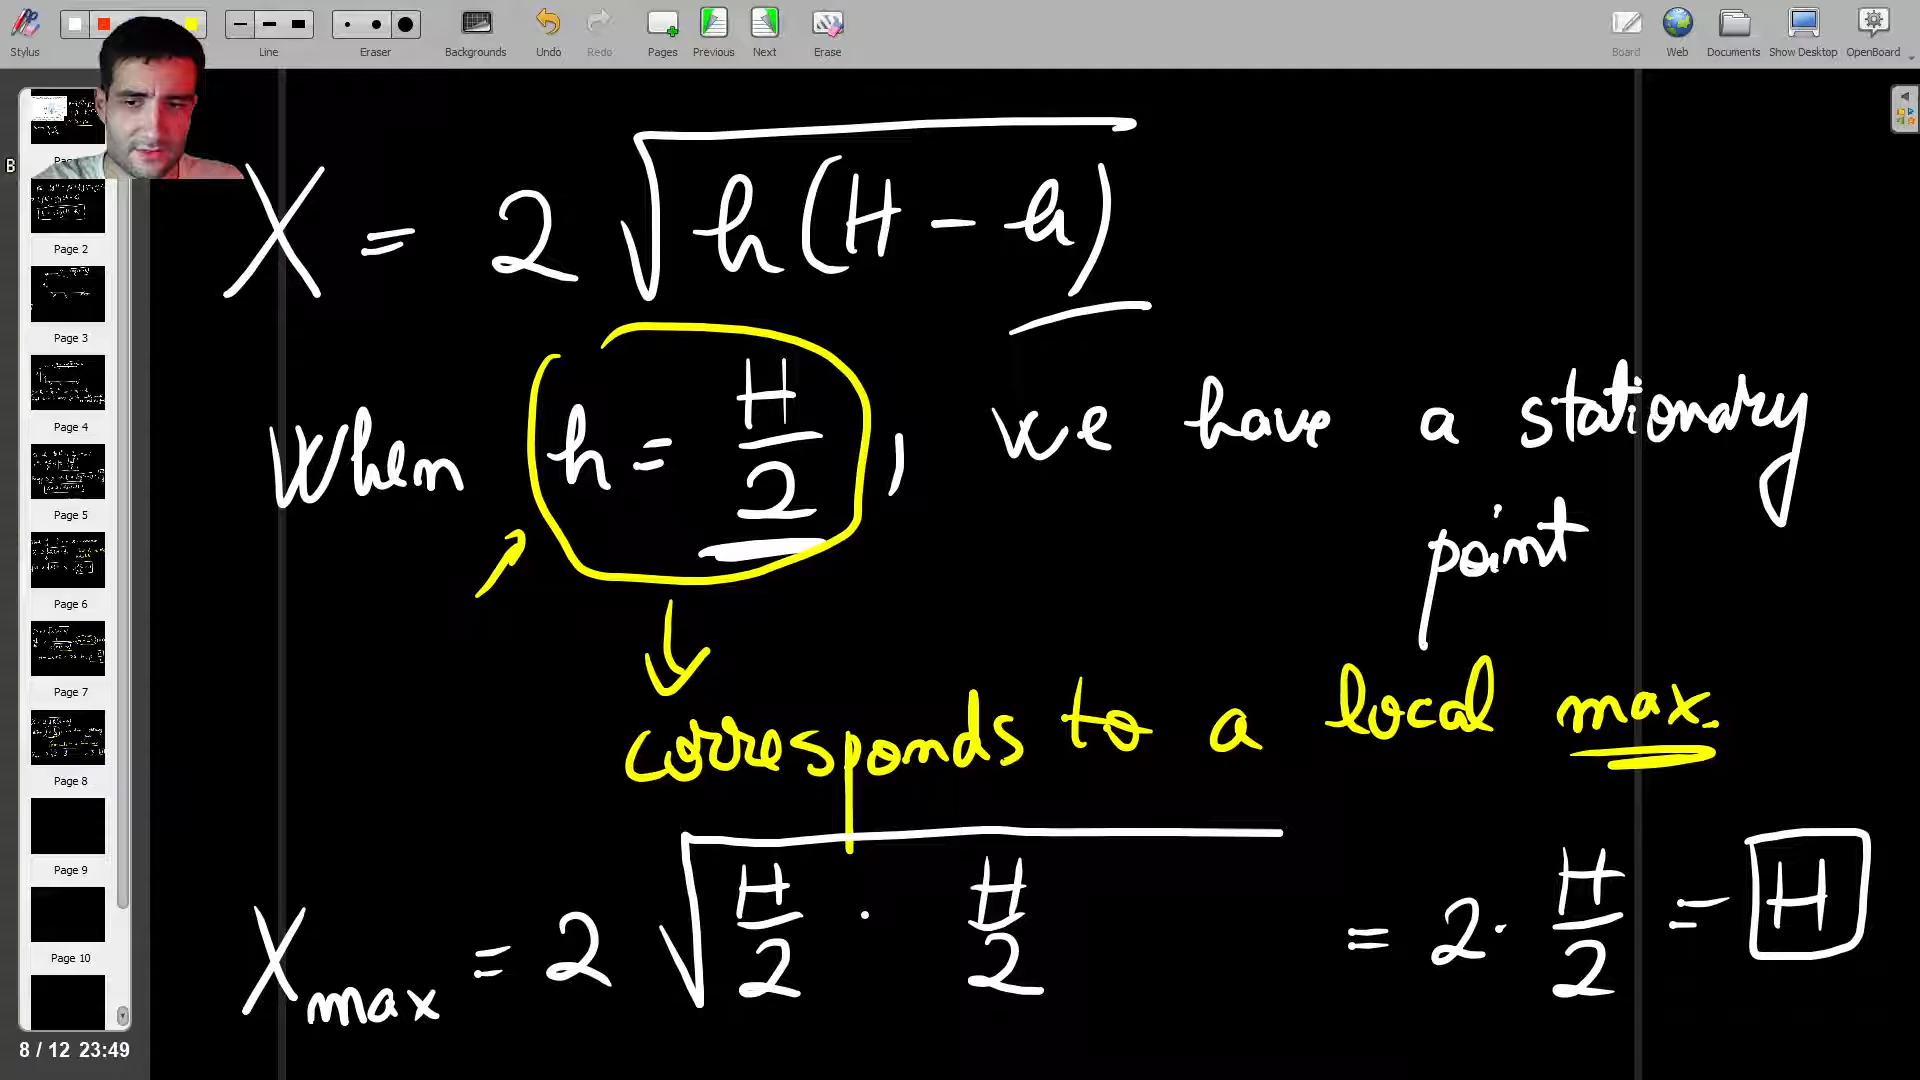 Stylus
Line
Eraser
Backgrounds
Undo
Redo
Pages
Previous
Next
Erase
Board
Web
Documents
Show Desktop
OpenBoard
B
Page 2
Page 3
Page 4
Page 5
Page 6
Page 7
Page 8
Page 9
Page 10
8 / 12 23:49
X = 2 √h(H - h)
When h = H/2, we have a stationary
point
corresponds to a local max.
Xmax = 2 √H/2 · H/2 = 2 · H/2 = H